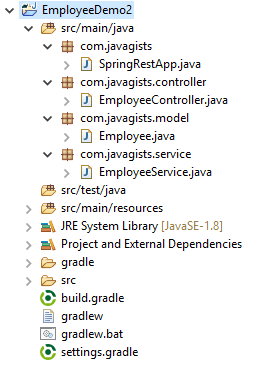 EmployeeDemo2
src/main/java
com.javagists
SpringRestApp.java
com.javagists.controller
EmployeeController.java
com.javagists.model
Employee.java
com.javagists.service
EmployeeService.java
src/test/java
src/main/resources
JRE System Library [JavaSE-1.8]
Project and External Dependencies
gradle
src
build.gradle
gradlew
gradlew.bat
settings.gradle